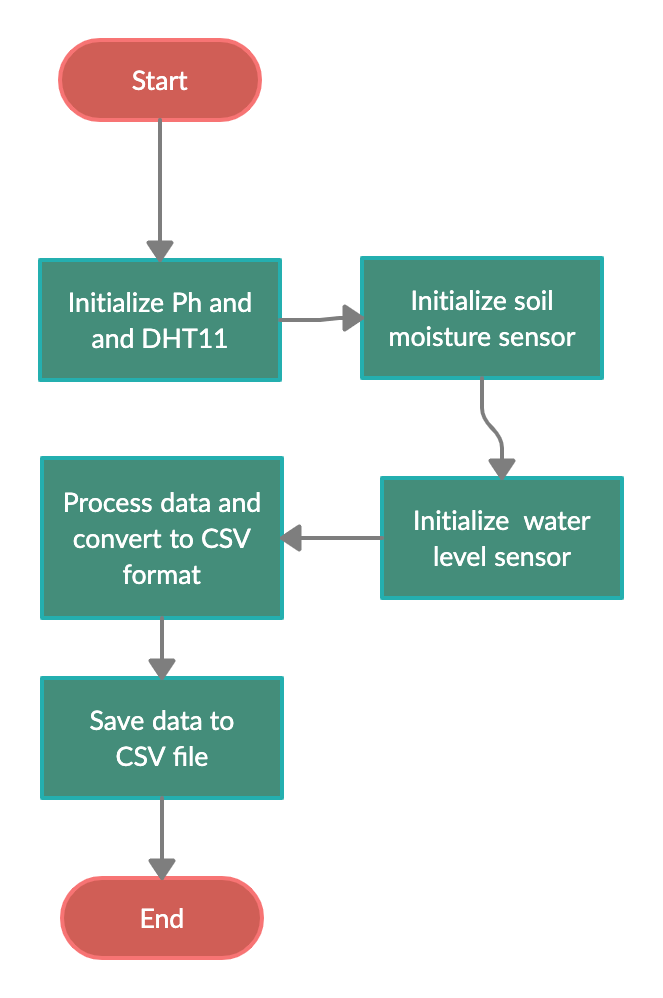 Start
Initialize Ph and
and DHT11
Initialize soil
moisture sensor
Initialize  water
level sensor
Process data and
convert to CSV
format
Save data to
CSV file
End